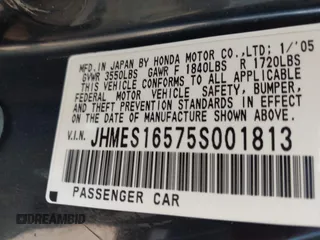 MFD. IN JAPAN BY HONDA MOTOR CO.,LTD; 1/'05
GVWR 3550LBS GAWR F 1840LBS R 1720LBS
THIS VEHICLE CONFORMS TO ALL APPLICABLE
FEDERAL MOTOR VEHICLE SAFETY, BUMPER,
AND THEFT PREVENTION STANDARDS IN EFFECT
ON THE DATE OF MANUFACTURE SHOWN ABOVE.
V.I.N. JHMES16575S001813
PASSENGER CAR
DREAMBID